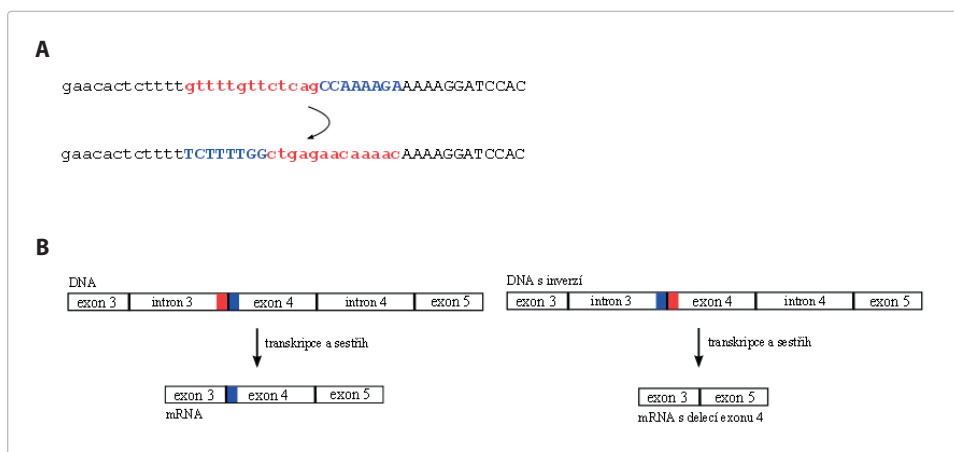 A
gaacactcttttgttttgttctcagCCAAAAGAAAAAGGATCCAC
gaacactcttttTCTTTTGGctgagaacaaaacAAAAGGATCCAC
B
DNA
exon 3 intron 3 exon 4 intron 4 exon 5
transkripce a sestřih
exon 3 exon 4 exon 5
mRNA
DNA s inverzí
exon 3 intron 3 exon 4 intron 4 exon 5
transkripce a sestřih
exon 3 exon 5
mRNA s delecí exonu 4